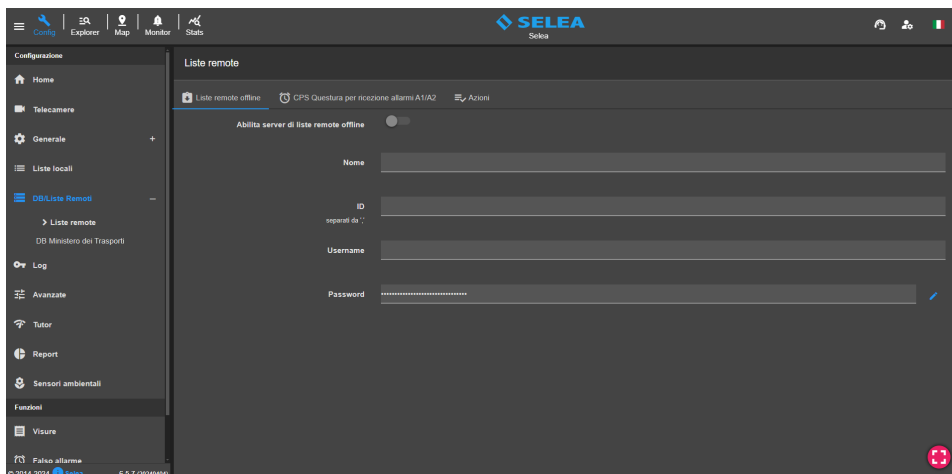 Config
Explorer
Map
Monitor
Stats
SELEA
Selea
Configurazione
Home
Telecamere
Generale +
Liste locali
DB/Liste Remoti −
> Liste remote
DB Ministero dei Trasporti
Log
Avanzate
Tutor
Report
Sensori ambientali
Funzioni
Visure
Falso allarme
© 2014-2024 Selea
Liste remote
Liste remote offline
CPS Questura per ricezione allarmi A1/A2
Azioni
Abilita server di liste remote offline
Nome
ID
separati da ';'
Username
Password